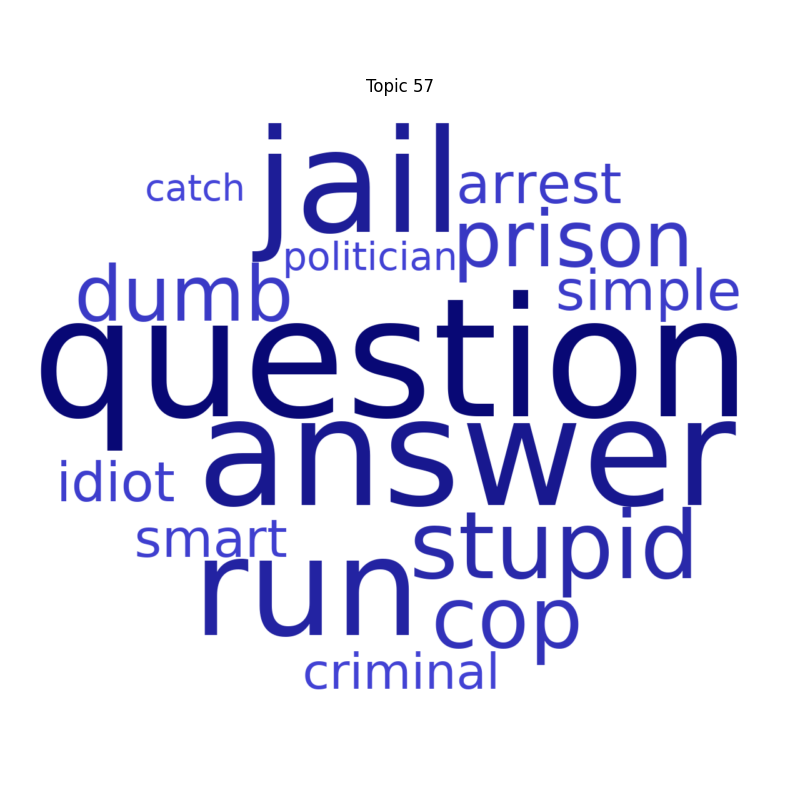 Topic 57
jail
catch
arrest
prison
politician
dumb
simple
question
answer
idiot
smart
stupid
run
cop
criminal